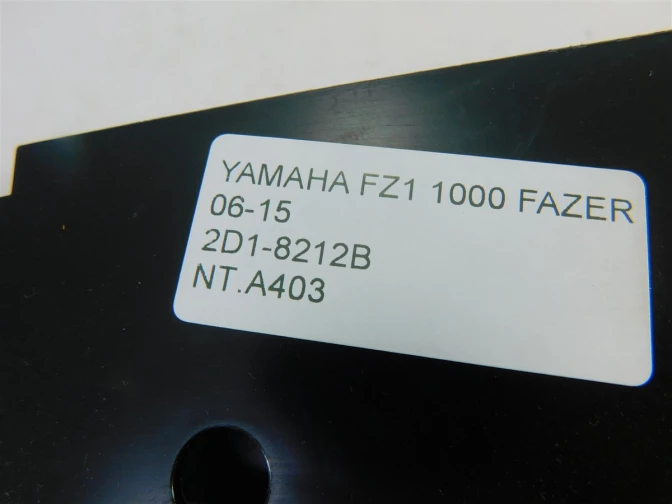 YAMAHA FZ1 1000 FAZER
06-15
2D1-8212B
NT.A403